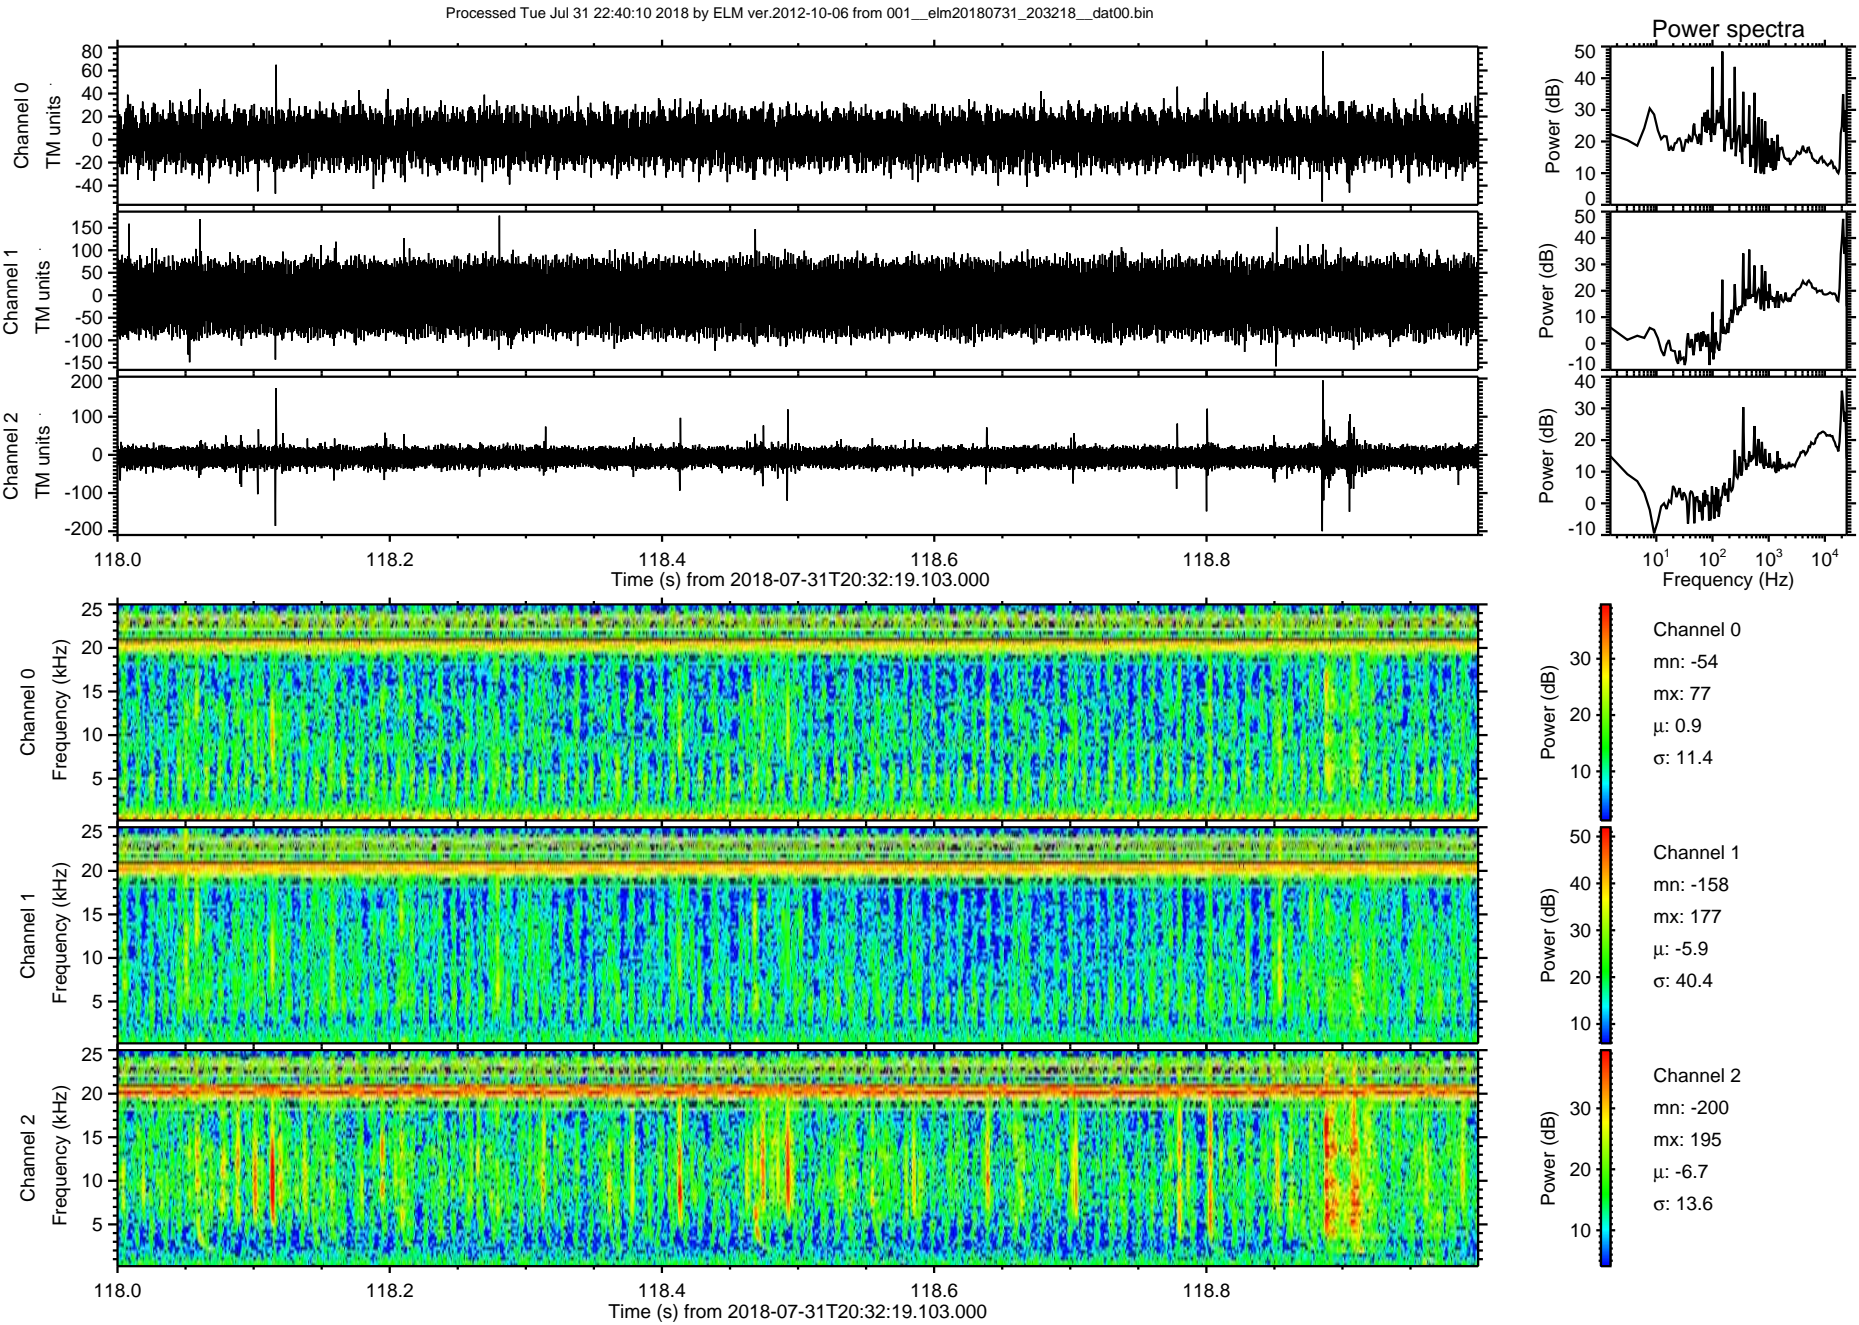 Processed Tue Jul 31 22:40:10 2018 by ELM ver.2012-10-06 from 001__elm20180731_203218__dat00.bin
Power spectra
Channel 0
TM units
80
60
40
20
0
-20
-40
Power (dB)
50
40
30
20
10
0
Channel 1
TM units
150
100
50
0
-50
-100
-150
Power (dB)
50
40
30
20
10
0
-10
Channel 2
TM units
200
100
0
-100
-200
Power (dB)
40
30
20
10
0
-10
118.0 118.2 118.4 118.6 118.8
Time (s) from 2018-07-31T20:32:19.103.000
10^1 10^2 10^3 10^4
Frequency (Hz)
Channel 0
Frequency (kHz)
25
20
15
10
5
Power (dB)
30
20
10
Channel 0
mn: -54
mx: 77
μ: 0.9
σ: 11.4
Channel 1
Frequency (kHz)
25
20
15
10
5
Power (dB)
50
40
30
20
10
Channel 1
mn: -158
mx: 177
μ: -5.9
σ: 40.4
Channel 2
Frequency (kHz)
25
20
15
10
5
Power (dB)
30
20
10
Channel 2
mn: -200
mx: 195
μ: -6.7
σ: 13.6
118.0 118.2 118.4 118.6 118.8
Time (s) from 2018-07-31T20:32:19.103.000